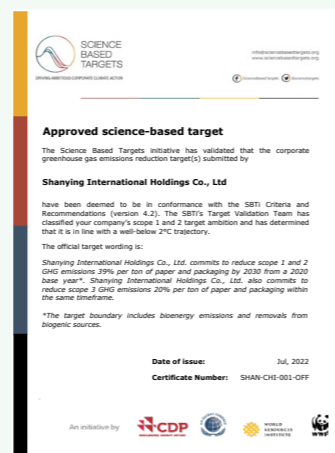 SCIENCE
BASED
TARGETS
DRIVING AMBITIOUS CORPORATE CLIMATE ACTION
info@sciencebasedtargets.org
www.sciencebasedtargets.org
/ScienceBasedTargets
@sciencetargets
Approved science-based target
The Science Based Targets initiative has validated that the corporate
greenhouse gas emissions reduction target(s) submitted by
Shanying International Holdings Co., Ltd
have been deemed to be in conformance with the SBTi Criteria and
Recommendations (version 4.2). The SBTi's Target Validation Team has
classified your company's scope 1 and 2 target ambition and has determined
that it is in line with a well-below 2°C trajectory.
The official target wording is:
Shanying International Holdings Co., Ltd. commits to reduce scope 1 and 2
GHG emissions 39% per ton of paper and packaging by 2030 from a 2020
base year*. Shanying International Holdings Co., Ltd. also commits to
reduce scope 3 GHG emissions 20% per ton of paper and packaging within
the same timeframe.
*The target boundary includes bioenergy emissions and removals from
biogenic sources.
Date of issue: Jul, 2022
Certificate Number: SHAN-CHI-001-OFF
An initiative by
CDP
WORLD
RESOURCES
INSTITUTE
WWF